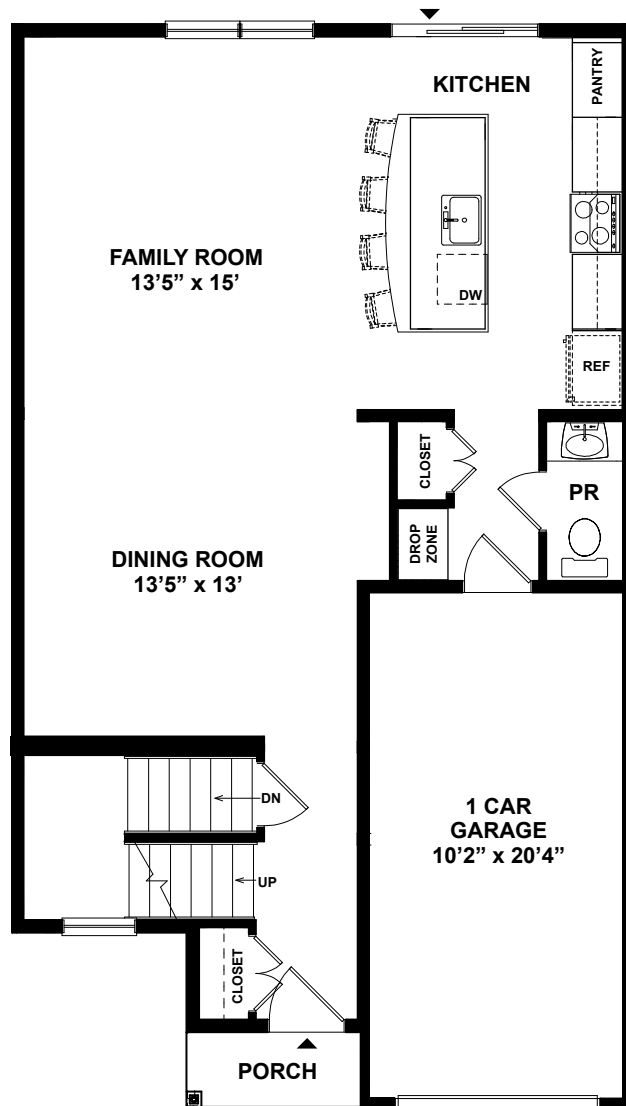 KITCHEN
PANTRY
FAMILY ROOM
13'5” x 15'
DW
REF
CLOSET
PR
DROP
ZONE
DINING ROOM
13'5” x 13'
DN
1 CAR
GARAGE
10'2” x 20'4”
UP
CLOSET
PORCH